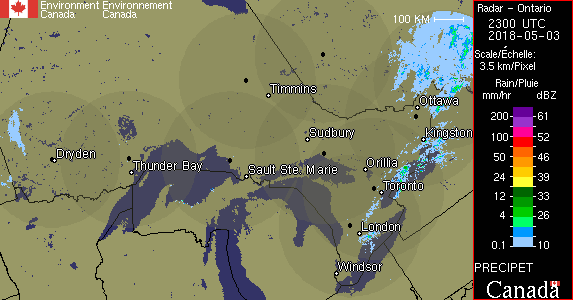 Environment Environnement
Canada Canada
100 KM
Timmins
Ottawa
Kingston
Sudbury
Dryden
Thunder Bay
Sault Ste. Marie
Orillia
Toronto
London
Windsor
Radar - Ontario
2300 UTC
2018-05-03
Scale/Échelle:
3.5 km/Pixel
Rain/Pluie
mm/hr dBZ
200 61
100 52
50 46
24 39
12 33
4 26
0.1 10
PRECIPET
Canada